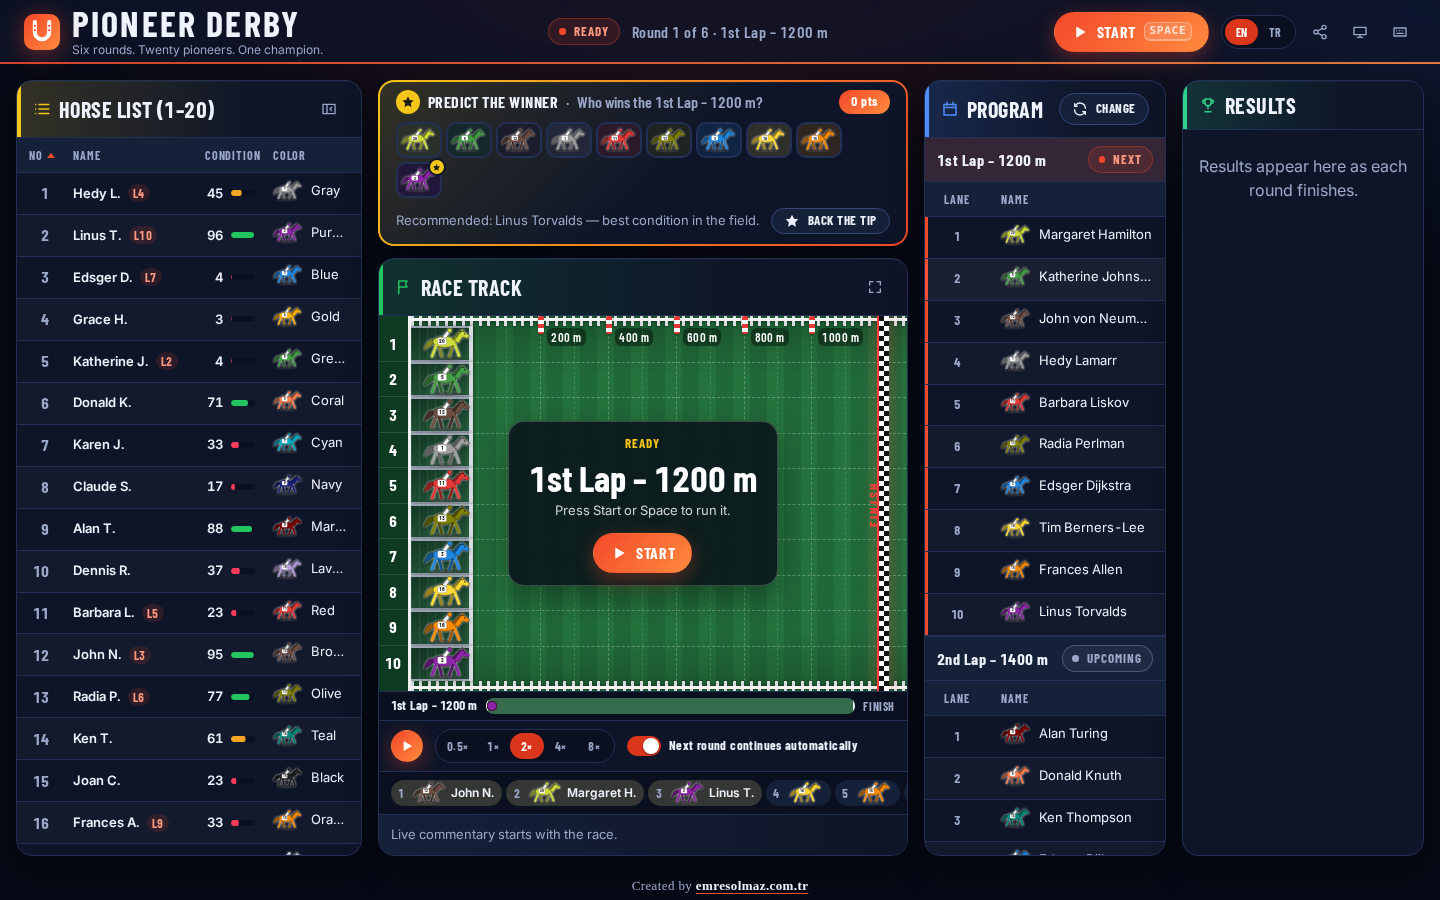 PIONEER DERBY
Six rounds. Twenty pioneers. One champion.
READY
Round 1 of 6 · 1st Lap – 1200 m
START SPACE
EN TR
HORSE LIST (1–20)
NO NAME CONDITION COLOR
1 Hedy L. L4 45 Gray
2 Linus T. L10 96 Pur...
3 Edsger D. L7 4 Blue
4 Grace H. 3 Gold
5 Katherine J. L2 4 Gre...
6 Donald K. 71 Coral
7 Karen J. 33 Cyan
8 Claude S. 17 Navy
9 Alan T. 88 Mar...
10 Dennis R. 37 Lav...
11 Barbara L. L5 23 Red
12 John N. L3 95 Bro...
13 Radia P. L6 77 Olive
14 Ken T. 61 Teal
15 Joan C. 23 Black
16 Frances A. L9 33 Ora...
PREDICT THE WINNER · Who wins the 1st Lap – 1200 m?
0 pts
Recommended: Linus Torvalds — best condition in the field.
BACK THE TIP
RACE TRACK
200 m 400 m 600 m 800 m 1000 m
1
2
3
4
5
6
7
8
9
10
FINISH
READY
1st Lap – 1200 m
Press Start or Space to run it.
START
1st Lap – 1200 m FINISH
0.5× 1× 2× 4× 8×
Next round continues automatically
1 John N. 2 Margaret H. 3 Linus T. 4 5
Live commentary starts with the race.
PROGRAM
CHANGE
1st Lap – 1200 m NEXT
LANE NAME
1 Margaret Hamilton
2 Katherine Johns...
3 John von Neum...
4 Hedy Lamarr
5 Barbara Liskov
6 Radia Perlman
7 Edsger Dijkstra
8 Tim Berners-Lee
9 Frances Allen
10 Linus Torvalds
2nd Lap – 1400 m UPCOMING
LANE NAME
1 Alan Turing
2 Donald Knuth
3 Ken Thompson
RESULTS
Results appear here as each
round finishes.
Created by emresolmaz.com.tr